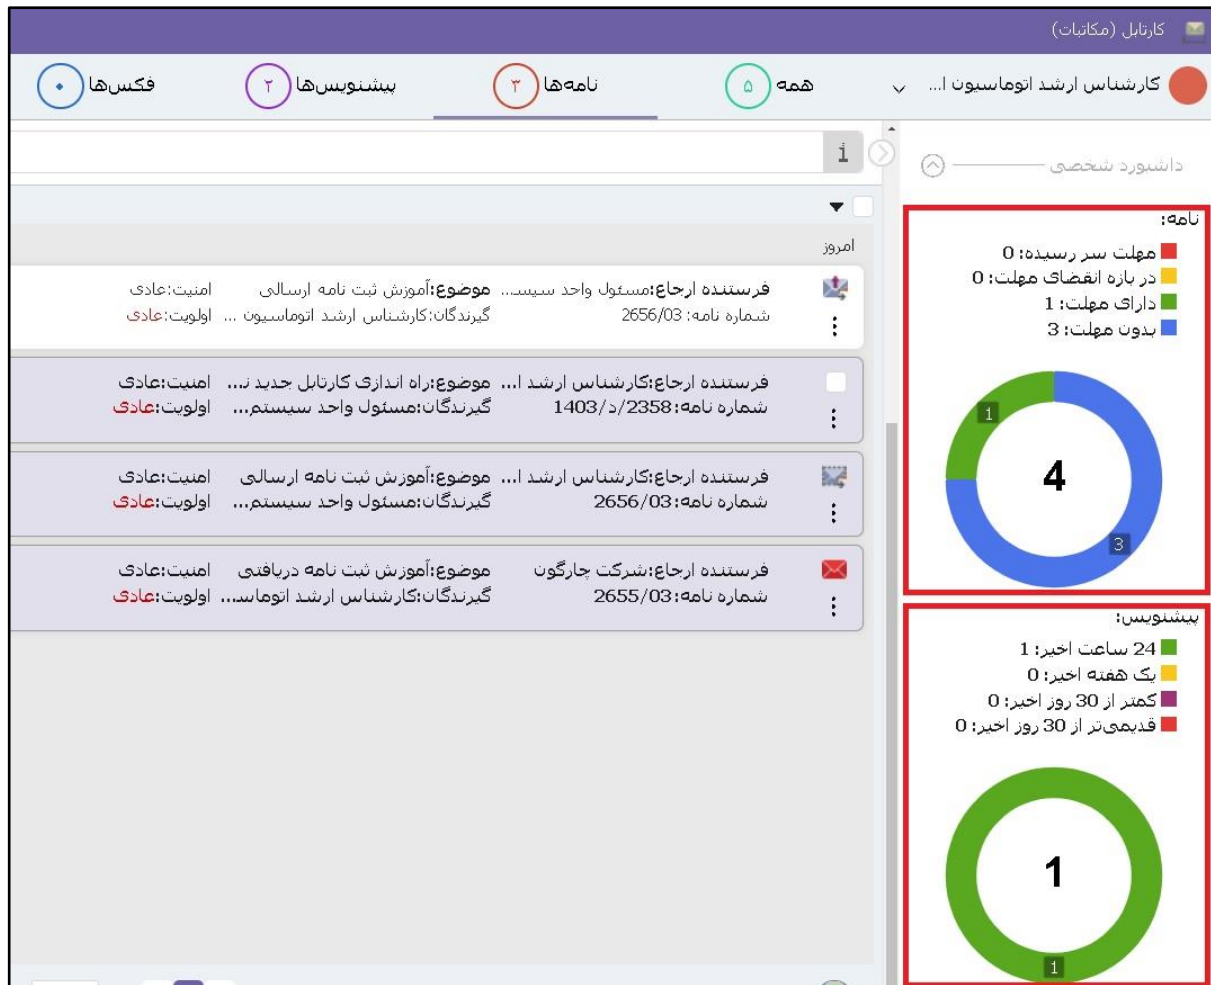 کارتابل (مکاتبات)
کارشناس ارشد اتوماسیون ا...
همه ۵
نامه‌ها ۳
پیشنویس‌ها ۲
فکس‌ها ۰
داشبورد شخصی
i
نامه:
مهلت سر رسیده: 0
در بازه انقضای مهلت: 0
دارای مهلت: 1
بدون مهلت: 3
1
4
3
پیشنویس:
24 ساعت اخیر: 1
یک هفته اخیر: 0
کمتر از 30 روز اخیر: 0
قدیمی‌تر از 30 روز اخیر: 0
1
1
امروز
فرستنده ارجاع:مسئول واحد سیس... موضوع:آموزش ثبت نامه ارسالی امنیت:عادی
شماره نامه: 2656/03 گیرندگان:کارشناس ارشد اتوماسیون ... اولویت:عادی
فرستنده ارجاع:کارشناس ارشد ا... موضوع:راه اندازی کارتابل جدید ن... امنیت:عادی
شماره نامه: 2358/د/1403 گیرندگان:مسئول واحد سیستم... اولویت:عادی
فرستنده ارجاع:کارشناس ارشد ا... موضوع:آموزش ثبت نامه ارسالی امنیت:عادی
شماره نامه: 2656/03 گیرندگان:مسئول واحد سیستم... اولویت:عادی
فرستنده ارجاع:شرکت چارگون موضوع:آموزش ثبت نامه دریافتی امنیت:عادی
شماره نامه: 2655/03 گیرندگان:کارشناس ارشد اتوماس... اولویت:عادی